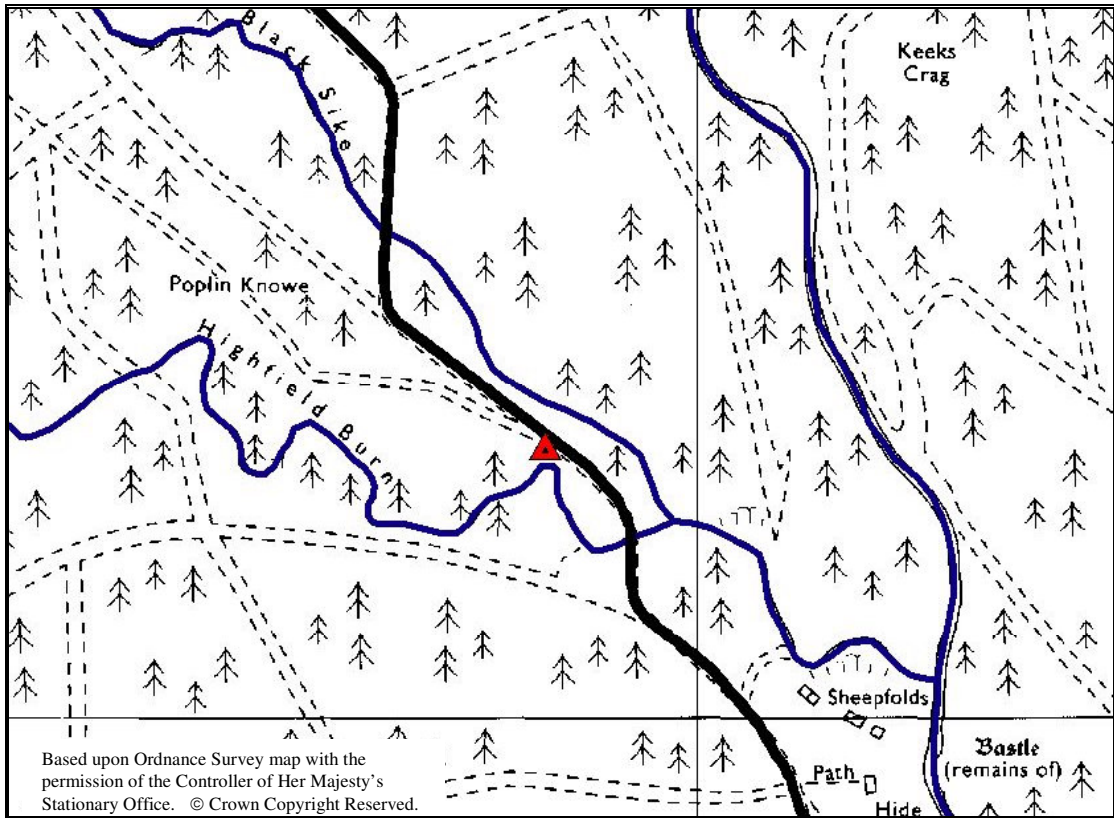 Black Sike
Keeks
Crag
Poplin Knowe
Highfield Burn
Sheepfolds
Bastle
(remains of)
Path
Hide
Based upon Ordnance Survey map with the
permission of the Controller of Her Majesty’s
Stationary Office. © Crown Copyright Reserved.